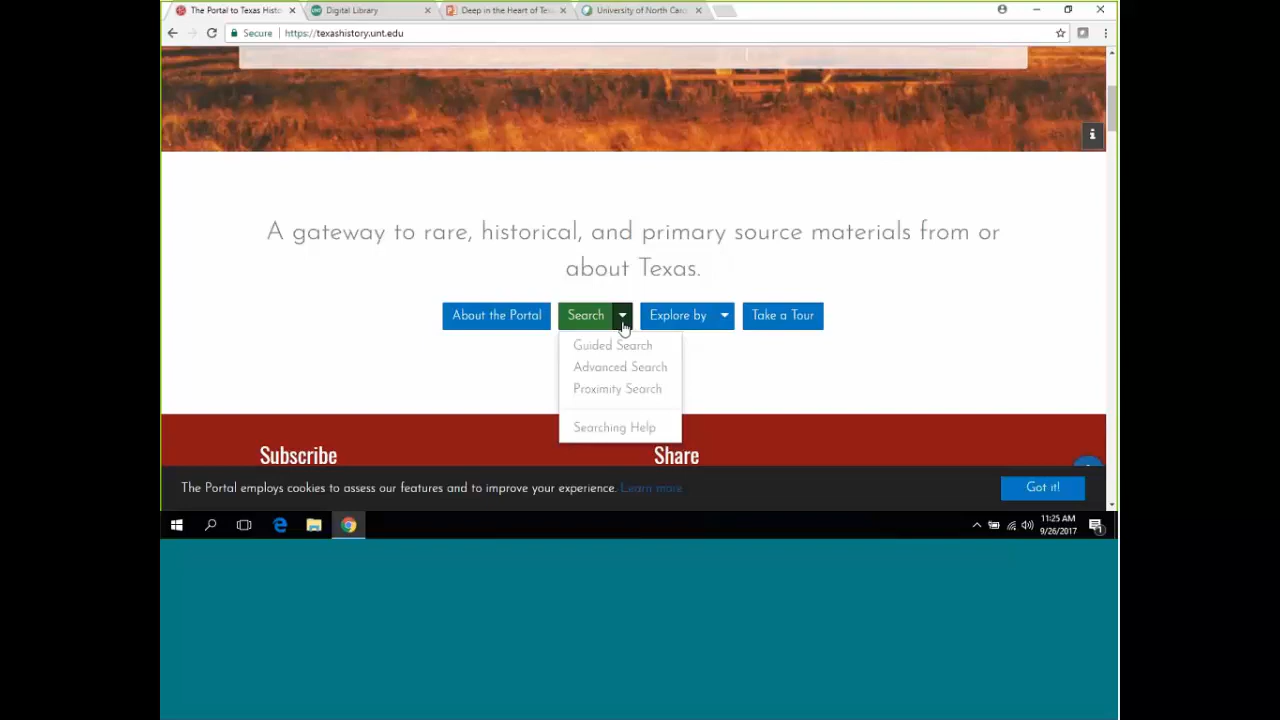 The Portal to Texas Histo
Digital Library
Deep in the Heart of Tex
University of North Caro
Secure
https://texashistory.unt.edu
A gateway to rare, historical, and primary source materials from or
about Texas.
About the Portal
Search
Explore by
Take a Tour
Guided Search
Advanced Search
Proximity Search
Searching Help
Subscribe
Share
The Portal employs cookies to assess our features and to improve your experience. Learn more
Got it!
11:25 AM
9/26/2017